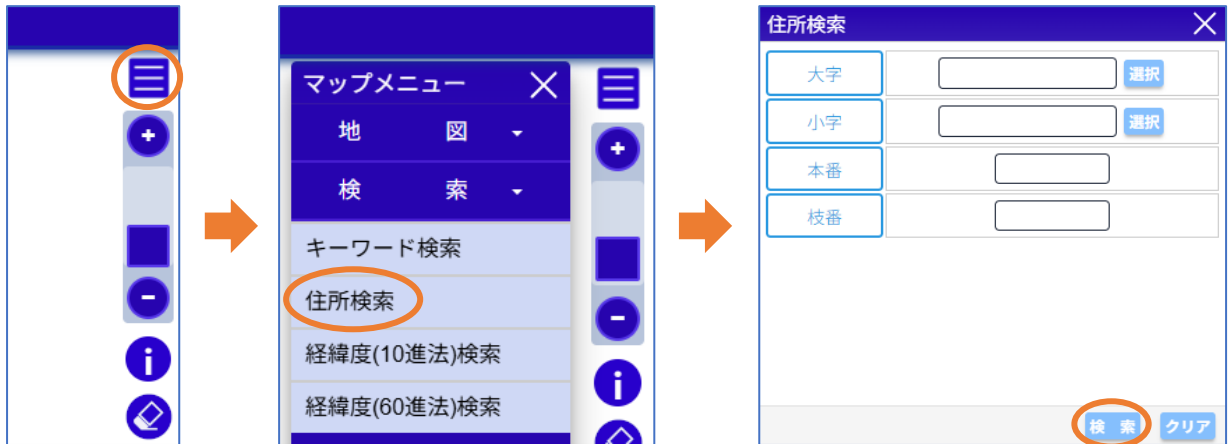 +
-
i
マップメニュー
地 図
検 索
キーワード検索
住所検索
経緯度(10進法)検索
経緯度(60進法)検索
+
-
i
住所検索
大字 選択
小字 選択
本番
枝番
検 索 クリア